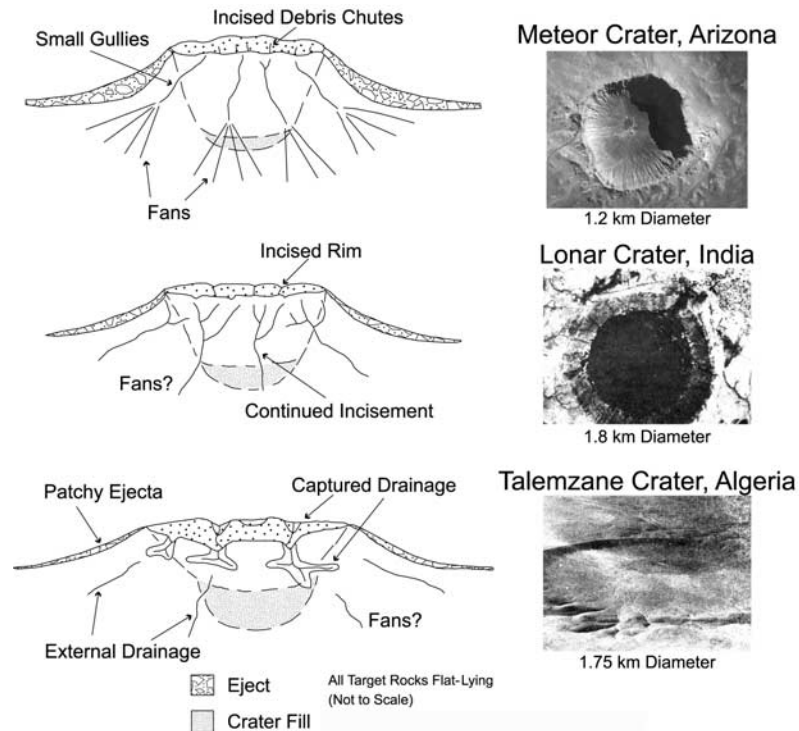 Incised Debris Chutes
Small Gullies
Fans
Meteor Crater, Arizona
1.2 km Diameter
Incised Rim
Fans?
Continued Incisement
Lonar Crater, India
1.8 km Diameter
Patchy Ejecta
Captured Drainage
External Drainage
Fans?
Talemzane Crater, Algeria
1.75 km Diameter
Eject
Crater Fill
All Target Rocks Flat-Lying
(Not to Scale)